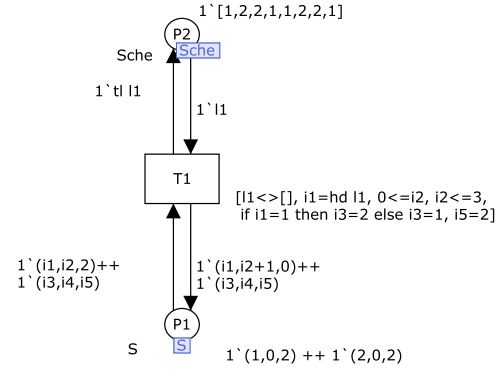 1`[1,2,2,1,1,2,2,1]
P2
Sche
Sche
1`tl l1
1`l1
T1
[l1<>[], i1=hd l1, 0<=i2, i2<=3,
if i1=1 then i3=2 else i3=1, i5=2]
1`(i1,i2,2)++
1`(i3,i4,i5)
1`(i1,i2+1,0)++
1`(i3,i4,i5)
P1
S
S
1`(1,0,2) ++ 1`(2,0,2)